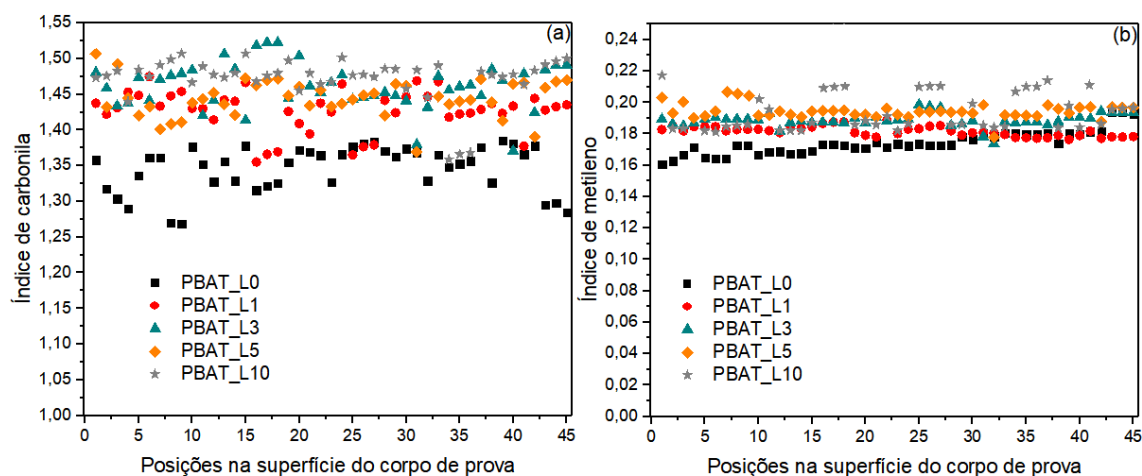 1,55
1,50
1,45
1,40
1,35
1,30
1,25
1,20
1,15
1,10
1,05
1,00
Índice de carbonila
(a)
PBAT_L0
PBAT_L1
PBAT_L3
PBAT_L5
PBAT_L10
0 5 10 15 20 25 30 35 40 45
Posições na superfície do corpo de prova
0,24
0,22
0,20
0,18
0,16
0,14
0,12
0,10
0,08
0,06
0,04
0,02
0,00
Índice de metileno
(b)
PBAT_L0
PBAT_L1
PBAT_L3
PBAT_L5
PBAT_L10
0 5 10 15 20 25 30 35 40 45
Posições na superfície do corpo de prova